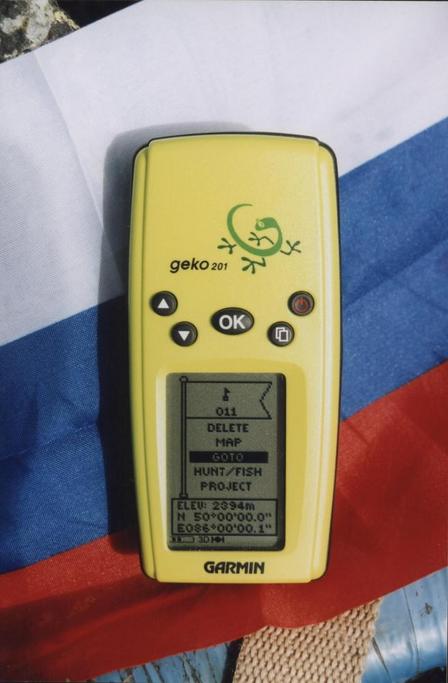 geko 201
OK
011
DELETE
MAP
GOTO
HUNT/FISH
PROJECT
ELEV: 2894m
N 50°00'00.0"
E086°00'00.1"
3D
GARMIN